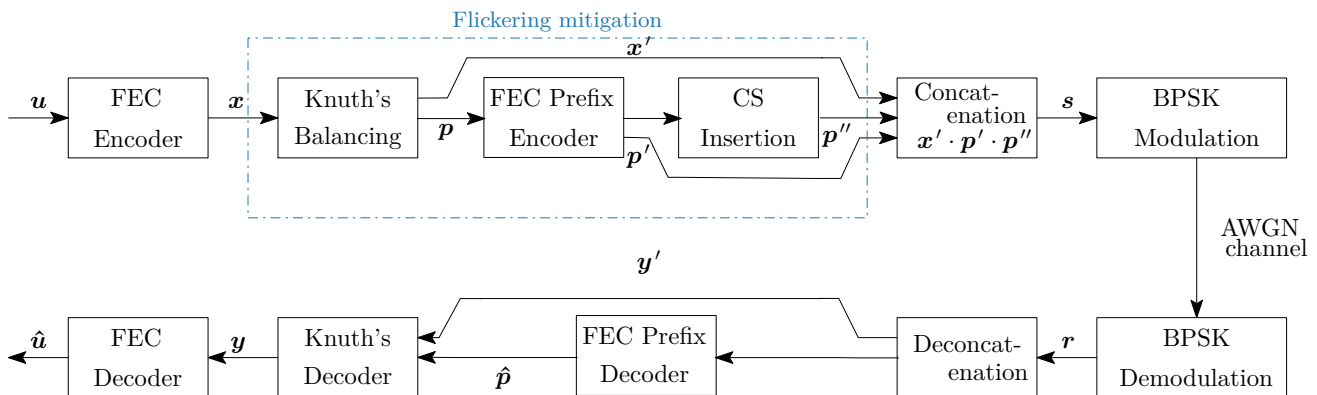 Flickering mitigation
x′
u
FEC
Encoder
x
Knuth's
Balancing
p
FEC Prefix
Encoder
p′
CS
Insertion
p″
Concat-
enation
x′ · p′ · p″
s
BPSK
Modulation
AWGN
channel
y′
û
FEC
Decoder
y
Knuth's
Decoder
p̂
FEC Prefix
Decoder
Deconcat-
enation
r
BPSK
Demodulation